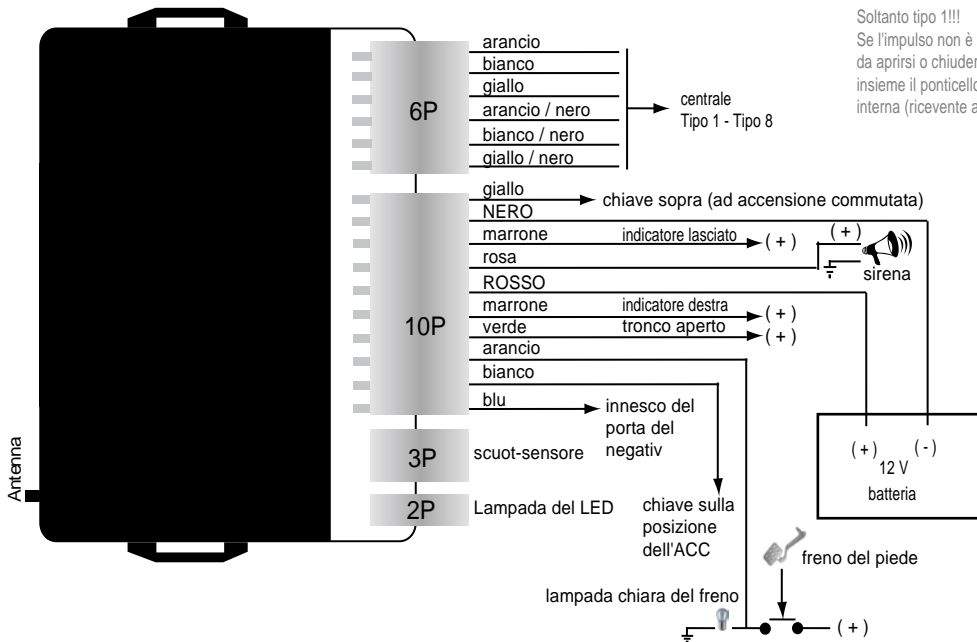 Soltanto tipo 1!!!
Se l'impulso non è
da aprirsi o chiuder
insieme il ponticello
interna (ricevente a
6P
arancio
bianco
giallo
arancio / nero
bianco / nero
giallo / nero
centrale
Tipo 1 - Tipo 8
10P
giallo
chiave sopra (ad accensione commutata)
NERO
marrone
indicatore lasciato
( + )
( + )
sirena
rosa
ROSSO
marrone
indicatore destra
( + )
verde
tronco aperto
( + )
arancio
bianco
blu
innesco del
porta del
negativ
3P
scuot-sensore
2P
Lampada del LED
Antenna
( + )
( - )
12 V
batteria
chiave sulla
posizione
dell'ACC
freno del piede
lampada chiara del freno
( + )